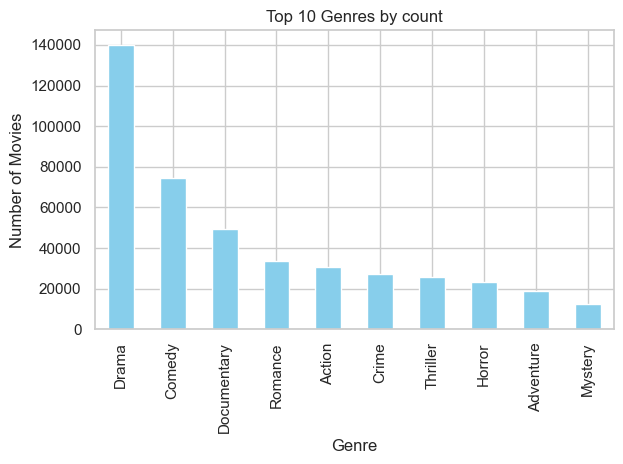 Top 10 Genres by count
Number of Movies
140000
120000
100000
80000
60000
40000
20000
0
Drama
Comedy
Documentary
Romance
Action
Crime
Thriller
Horror
Adventure
Mystery
Genre